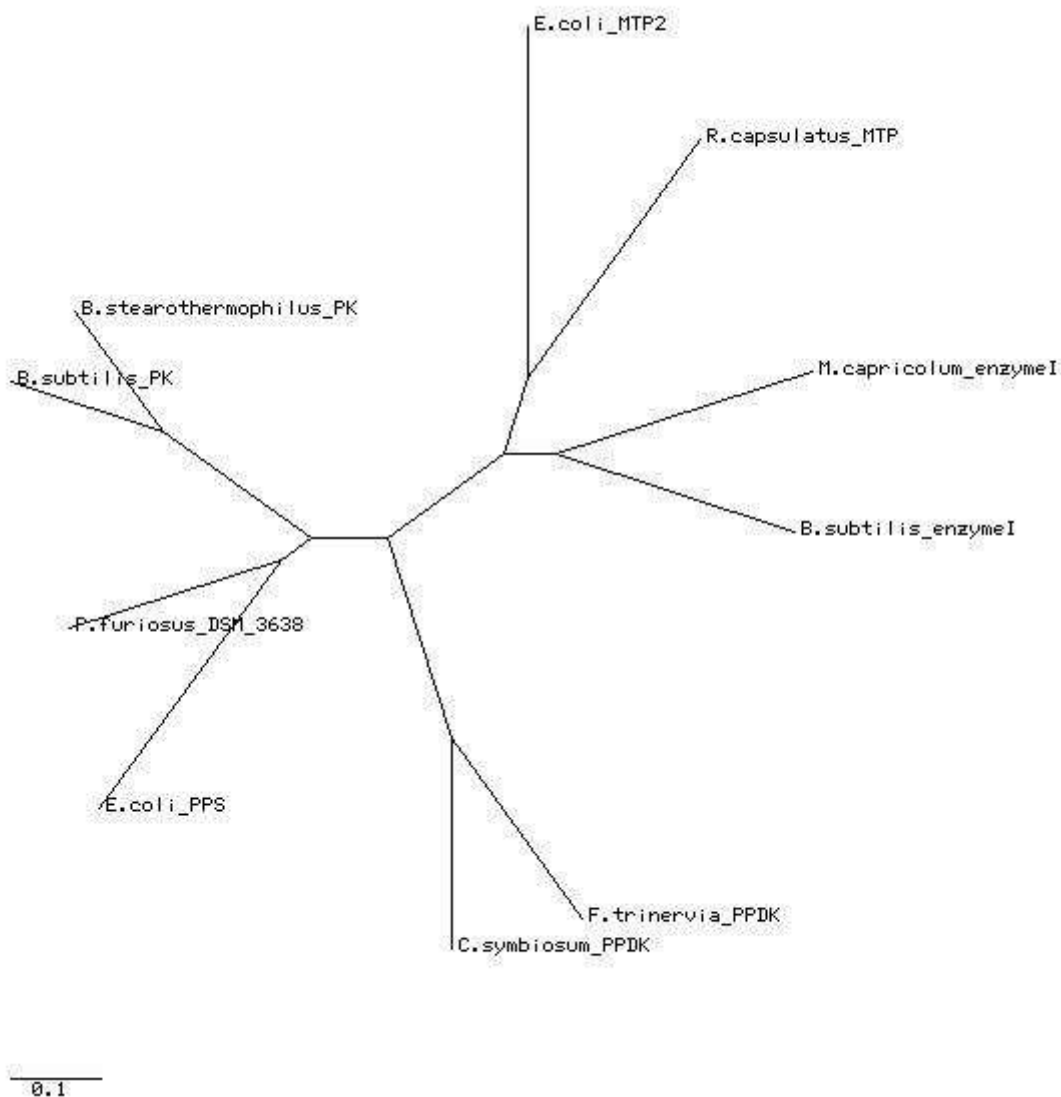 E.coli_MTP2
R.capsulatus_MTP
B.stearothermophilus_PK
M.capricolum_enzymeI
B.subtilis_PK
B.subtilis_enzymeI
P.furiosus_DSM_3638
E.coli_PPS
F.trinervia_PPDK
C.symbiosum_PPDK
0.1